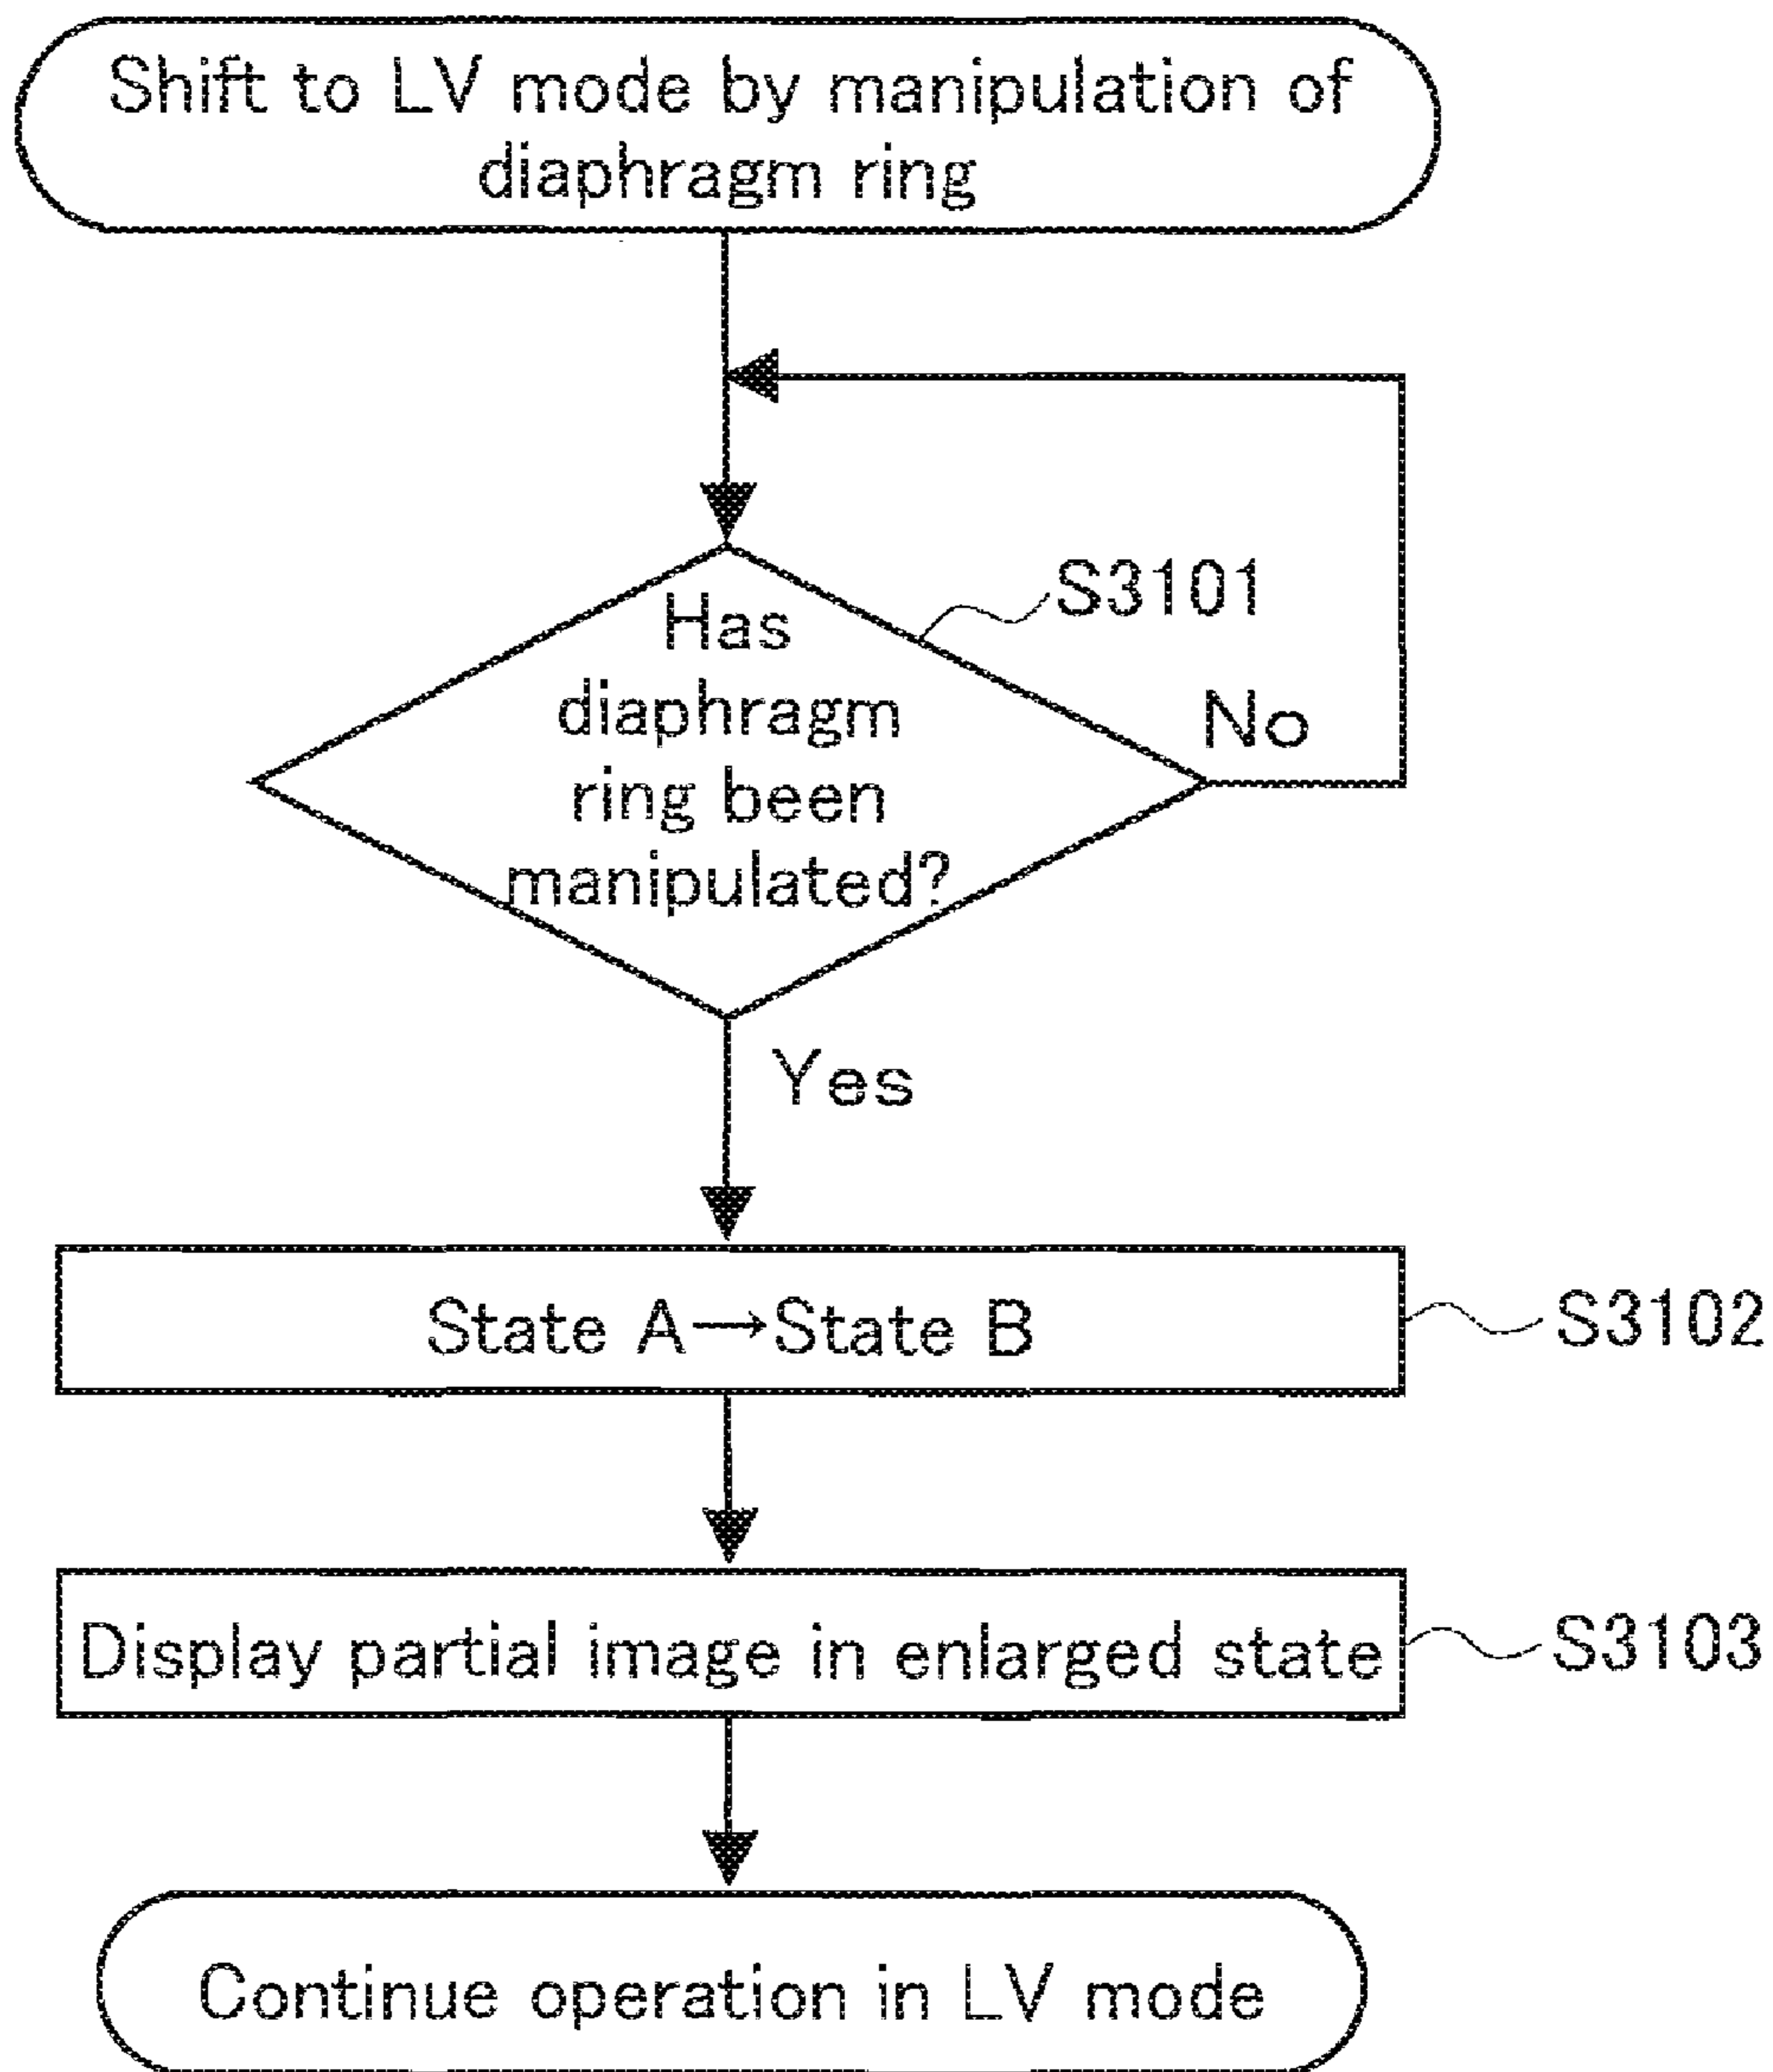 Shift to LV mode by manipulation of
diaphragm ring
S3101
Has
diaphragm
ring been
manipulated?
No
Yes
State A→State B
S3102
Display partial image in enlarged state
S3103
Continue operation in LV mode